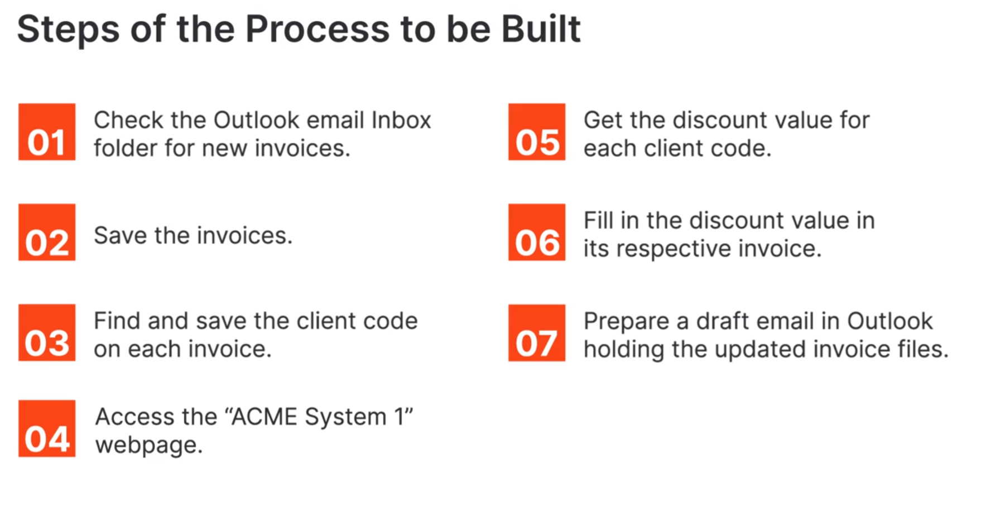 Steps of the Process to be Built
01
Check the Outlook email Inbox
folder for new invoices.
02
Save the invoices.
03
Find and save the client code
on each invoice.
04
Access the “ACME System 1”
webpage.
05
Get the discount value for
each client code.
06
Fill in the discount value in
its respective invoice.
07
Prepare a draft email in Outlook
holding the updated invoice files.